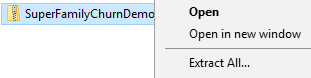 SuperFamilyChurnDemo
Open
Open in new window
Extract All...